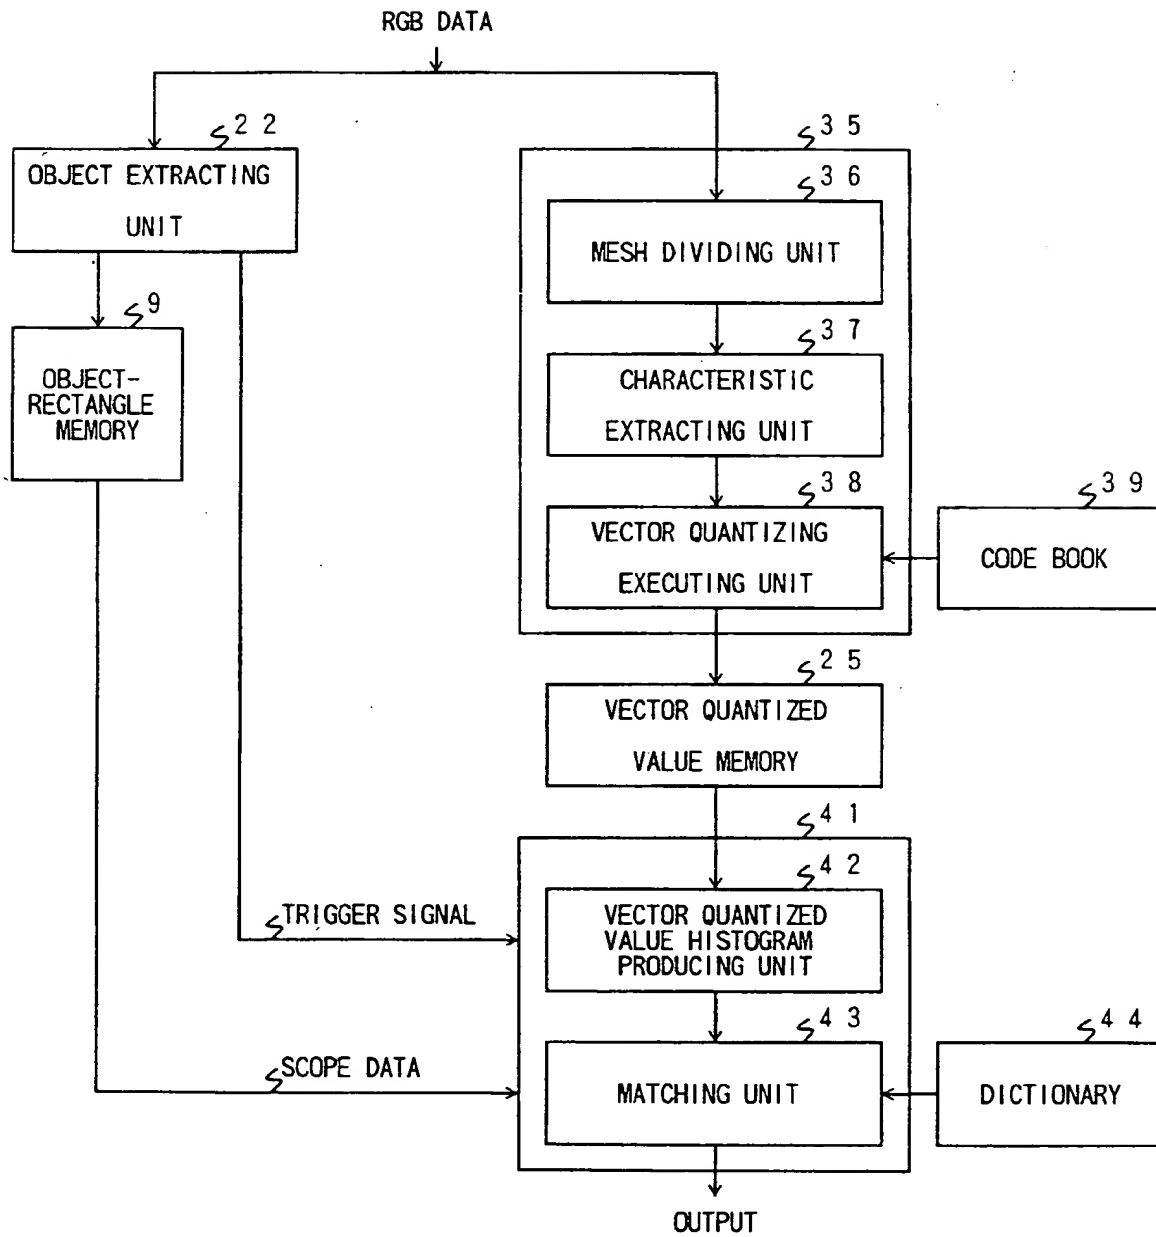 RGB DATA
22
OBJECT EXTRACTING
UNIT
9
OBJECT-
RECTANGLE
MEMORY
35
36
MESH DIVIDING UNIT
37
CHARACTERISTIC
EXTRACTING UNIT
38
VECTOR QUANTIZING
EXECUTING UNIT
39
CODE BOOK
25
VECTOR QUANTIZED
VALUE MEMORY
41
42
VECTOR QUANTIZED
VALUE HISTOGRAM
PRODUCING UNIT
TRIGGER SIGNAL
43
MATCHING UNIT
44
DICTIONARY
SCOPE DATA
OUTPUT